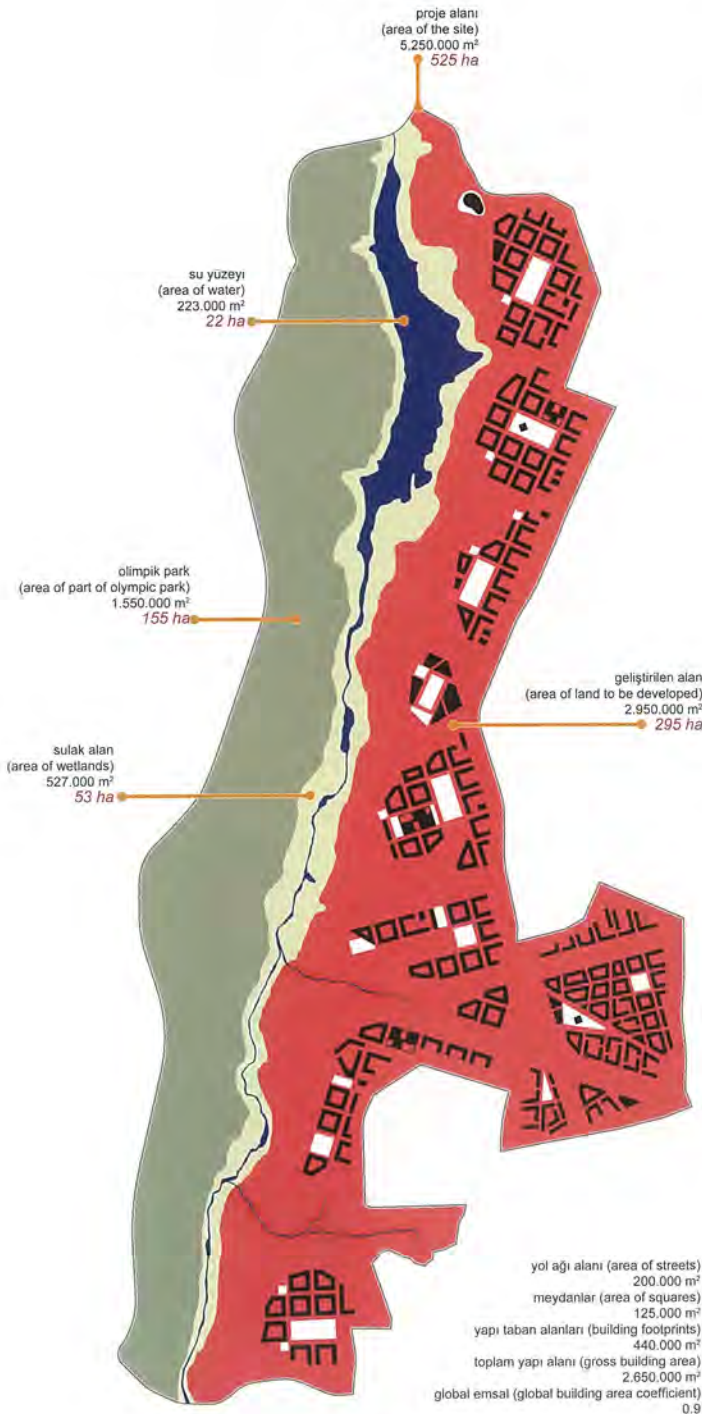 proje alanı
(area of the site)
5.250.000 m²
525 ha
su yüzeyı
(area of water)
223.000 m²
22 ha
olimpik park
(area of part of olympic park)
1.550.000 m²
155 ha
geliştirilen alan
(area of land to be developed)
2.950.000 m²
295 ha
sulak alan
(area of wetlands)
527.000 m²
53 ha
yol ağı alanı (area of streets)
200.000 m²
meydanlar (area of squares)
125.000 m²
yapı taban alanları (building footprints)
440.000 m²
toplam yapı alanı (gross building area)
2.650.000 m²
global emsal (global building area coefficient)
0.9